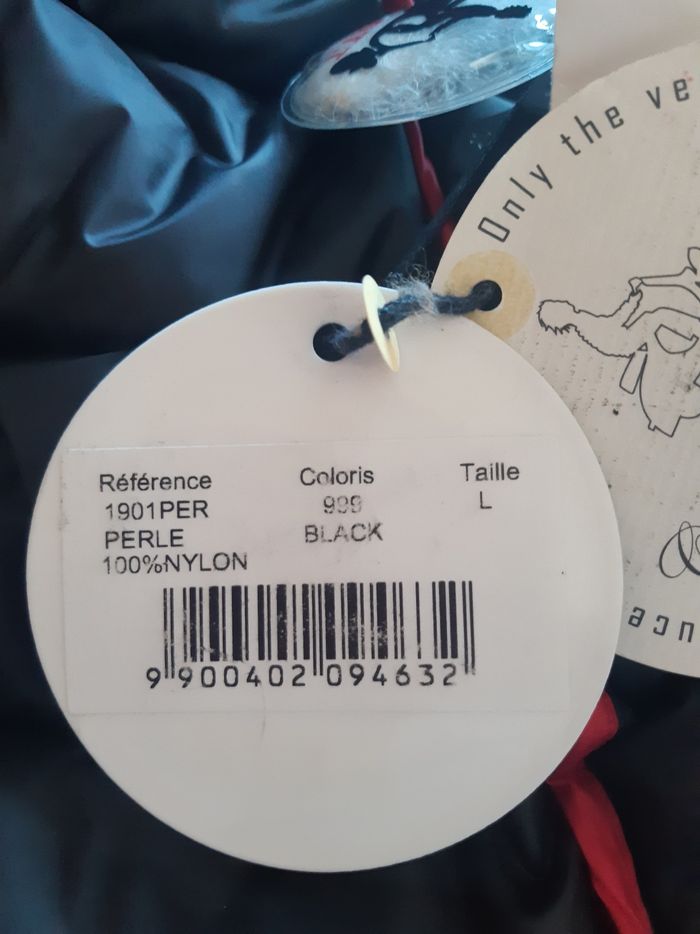 Only the ve
Référence Coloris Taille
1901PER 999 L
PERLE BLACK
100%NYLON
9 900402 094632